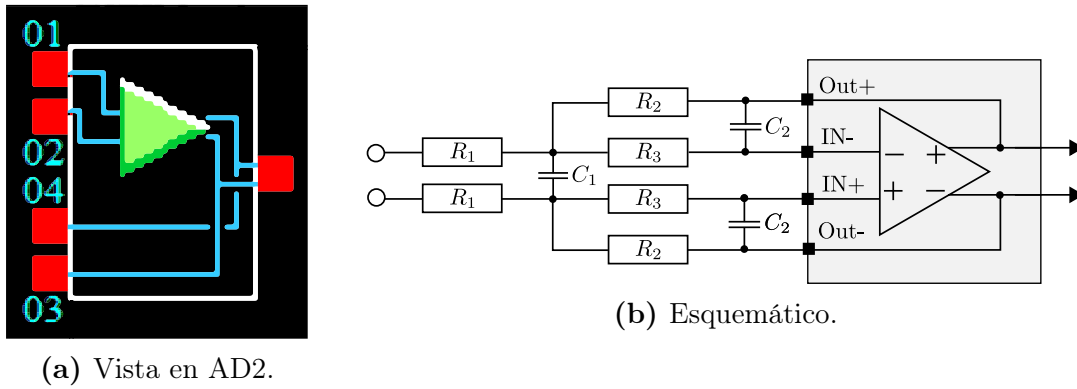 01
02
04
03
(a) Vista en AD2.
R1
R1
C1
R2
R3
R3
R2
C2
C2
Out+
IN-
IN+
Out-
− +
+ −
(b) Esquemático.